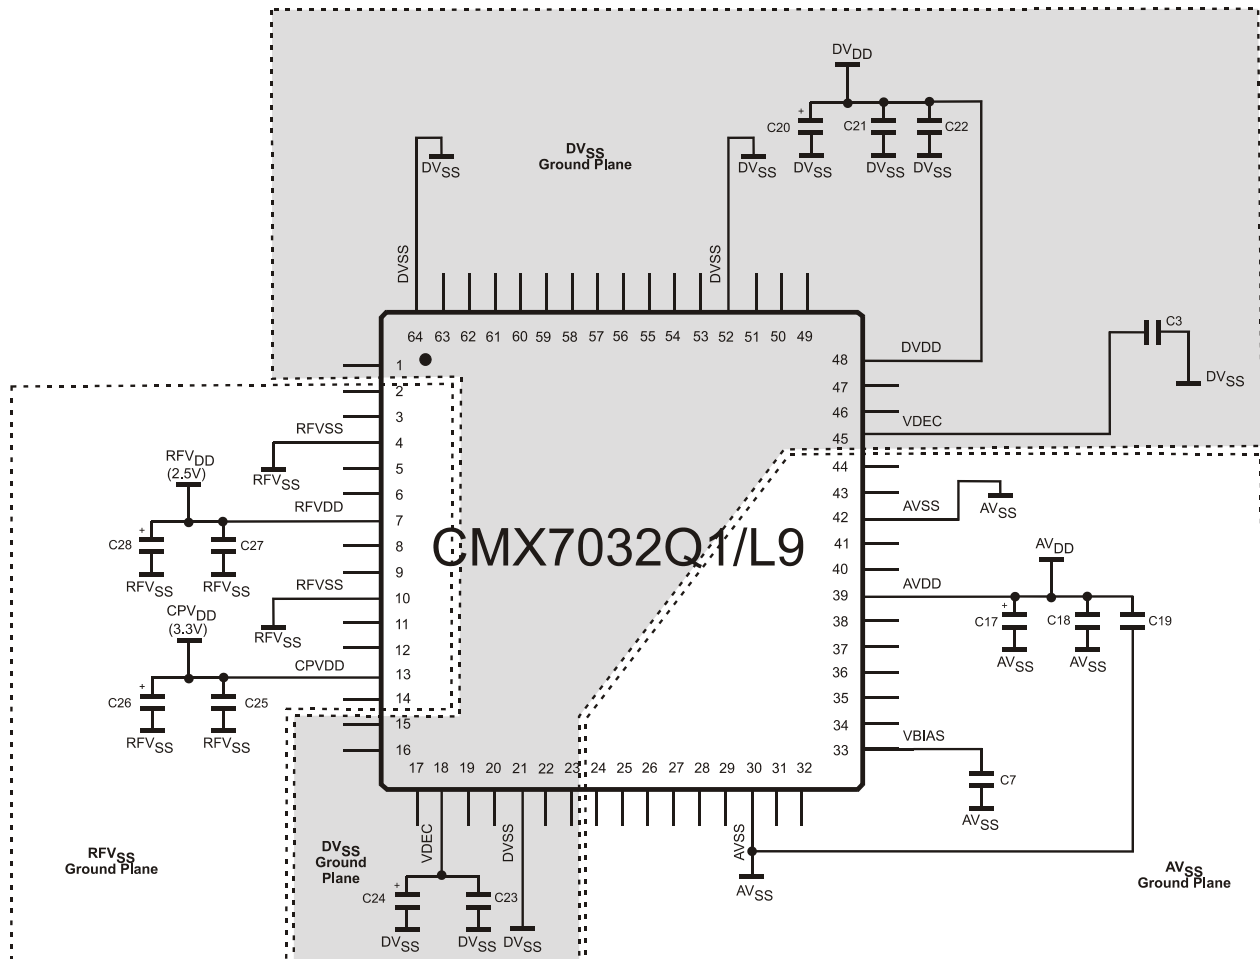 DVDD
C20
C21
C22
DVSS
DVSS
DVSS
DVSS
Ground Plane
DVSS
DVSS
DVSS
DVSS
C3
DVSS
64 63 62 61 60 59 58 57 56 55 54 53 52 51 50 49
1
2
3
4
5
6
7
8
9
10
11
12
13
14
15
16
48
47
46
45
44
43
42
41
40
39
38
37
36
35
34
33
DVDD
VDEC
RFVSS
RFVSS
RFVDD
(2.5V)
RFVDD
C28
C27
RFVSS
RFVSS
RFVSS
RFVSS
CPVDD
(3.3V)
CPVDD
C26
C25
RFVSS
RFVSS
CMX7032Q1/L9
AVSS
AVSS
AVDD
AVDD
C17
C18
C19
AVSS
AVSS
VBIAS
C7
AVSS
17 18 19 20 21 22 23 24 25 26 27 28 29 30 31 32
VDEC
DVSS
AVSS
AVSS
C24
C23
DVSS
DVSS
DVSS
RFVSS
Ground Plane
DVSS
Ground
Plane
AVSS
Ground Plane